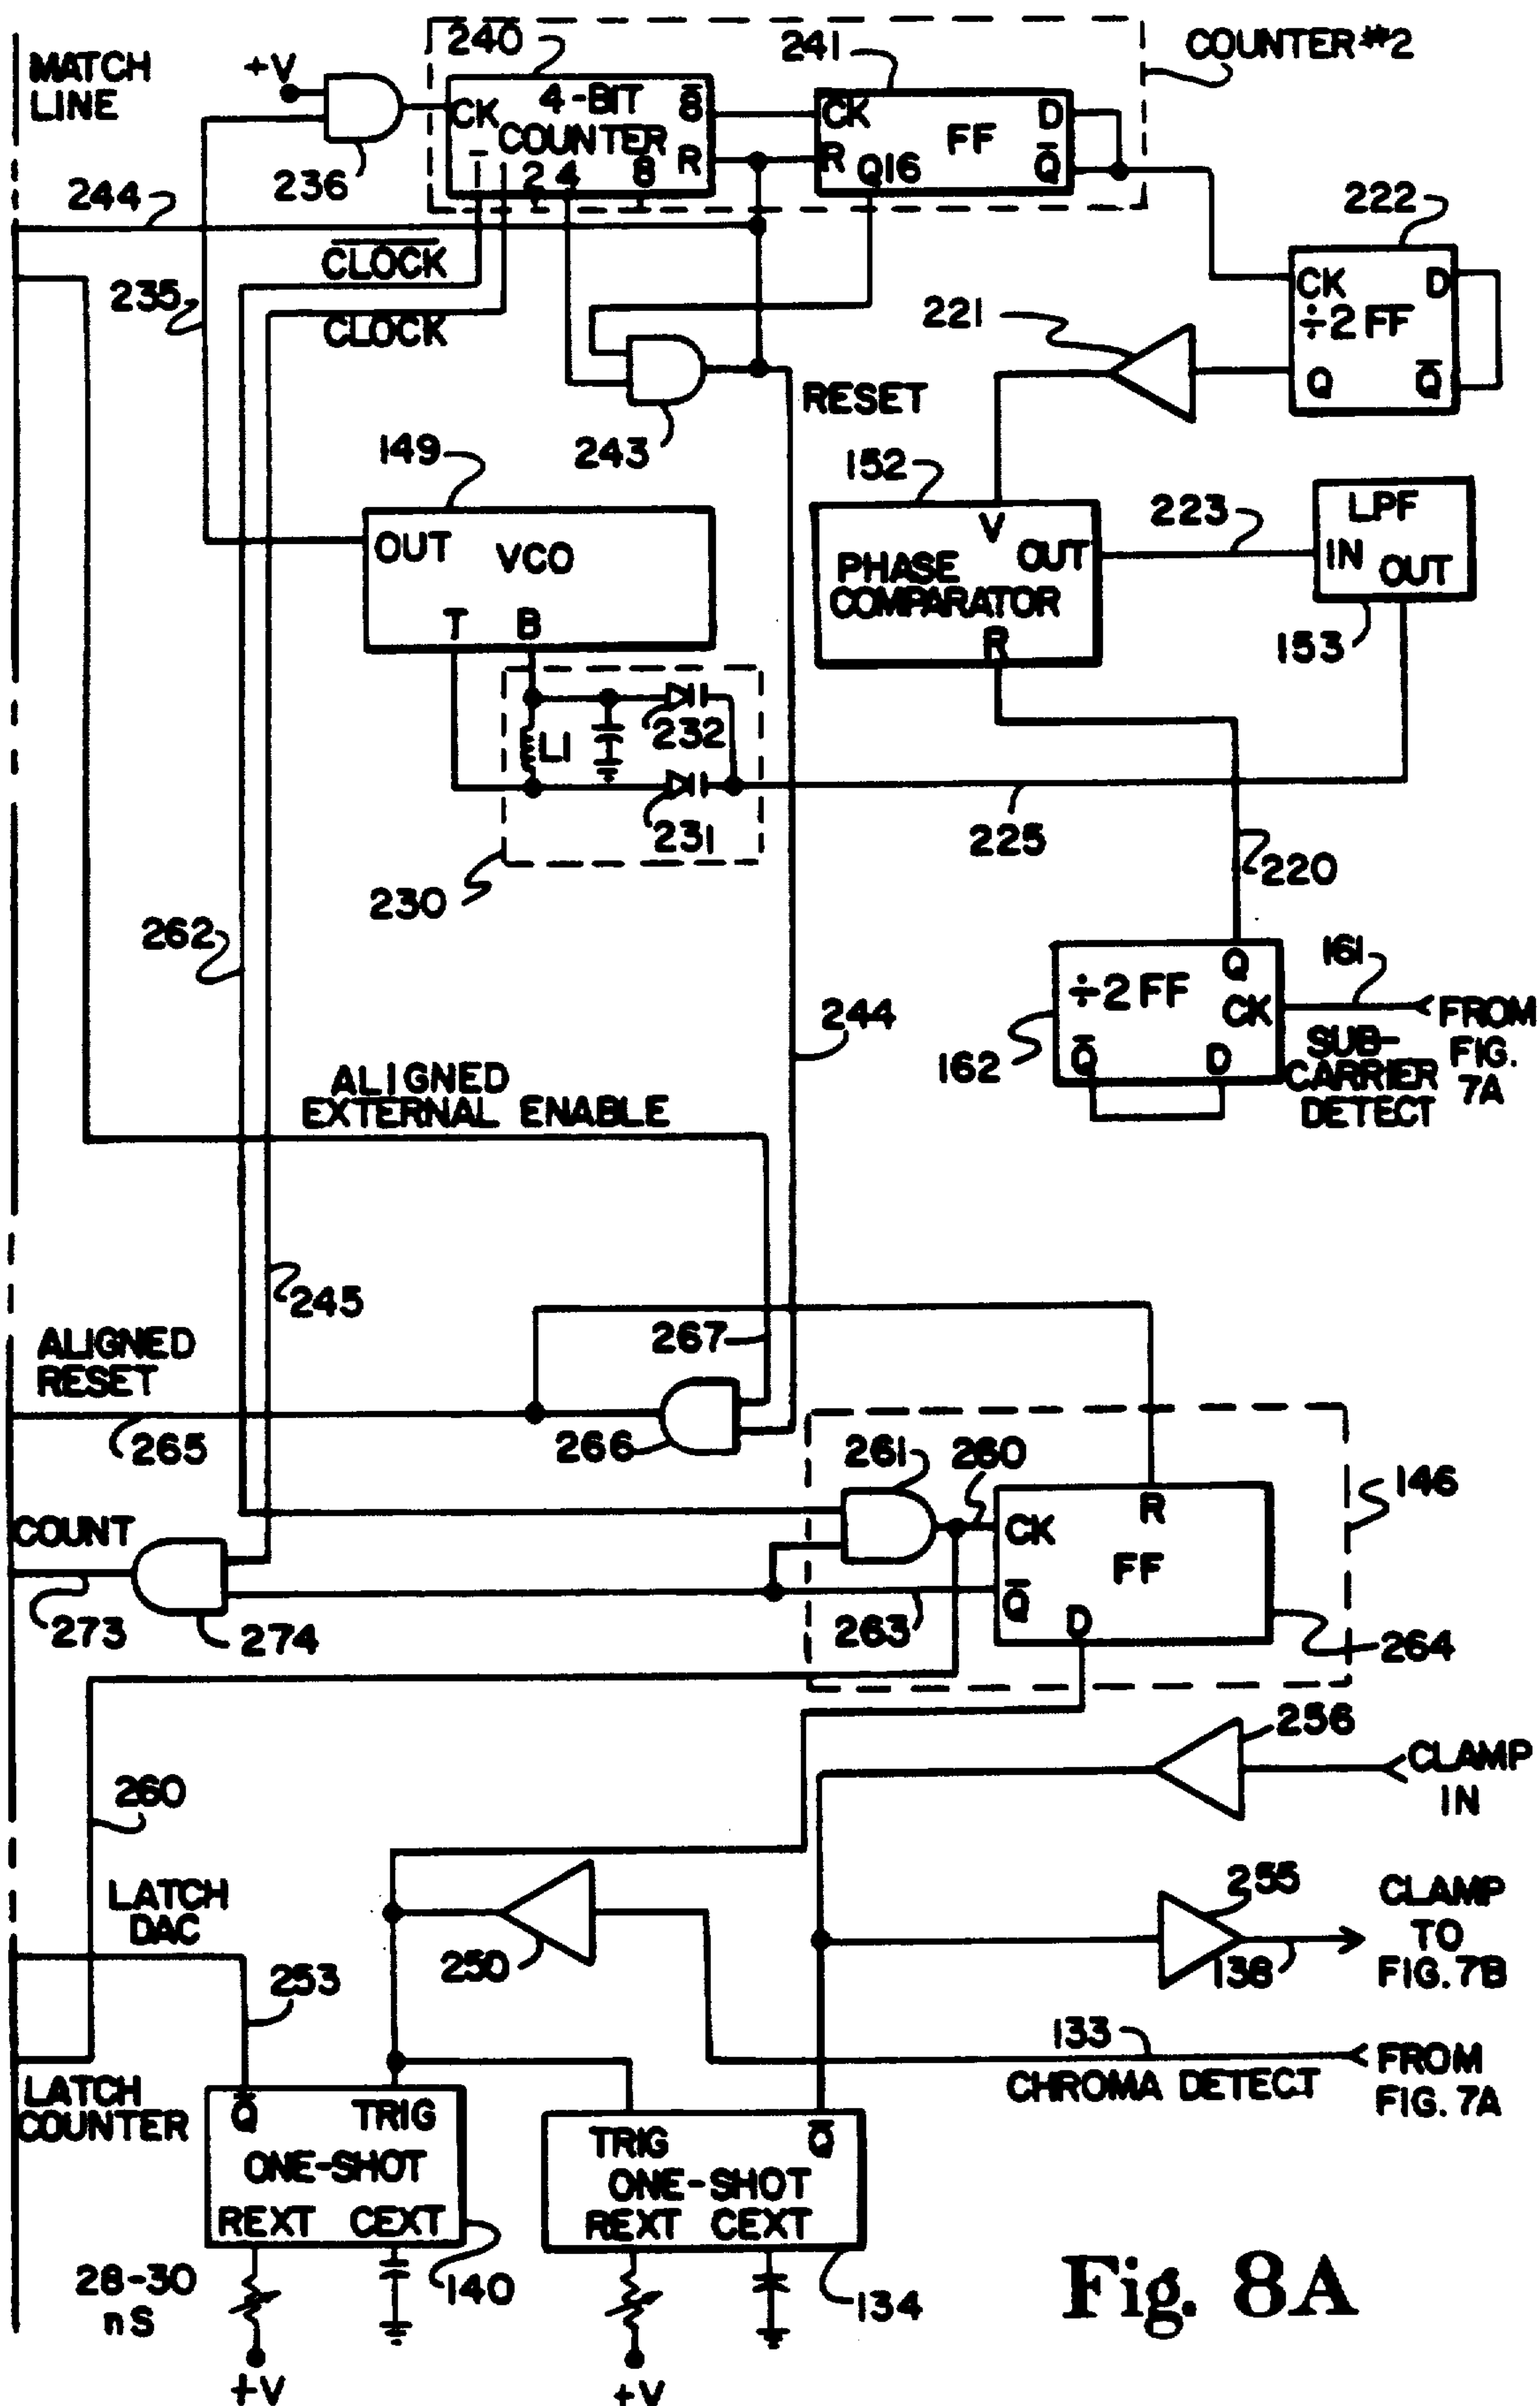 MATCH
LINE
+V
236
240
4-BIT
COUNTER
CK
1̅ 1 2 4 8
8̅
R
241
CK
R
Q16
FF
D
Q̅
COUNTER #2
244
C̅L̅O̅C̅K̅
CLOCK
235
222
CK
÷2 FF
D
Q
Q̅
221
243
RESET
149
OUT
VCO
T
B
152
V
OUT
PHASE
COMPARATOR
R
223
LPF
IN
OUT
153
L1
232
231
230
225
220
262
161
Q
÷2 FF
CK
Q̅
D
162
FROM
FIG.
7A
SUB-
CARRIER
DETECT
244
ALIGNED
EXTERNAL ENABLE
245
ALIGNED
RESET
267
265
266
261
260
146
R
CK
FF
Q̅
D
COUNT
273
274
263
264
256
CLAMP
IN
260
LATCH
DAC
250
255
138
CLAMP
TO
FIG. 7B
253
133
CHROMA DETECT
FROM
FIG. 7A
LATCH
COUNTER
Q̅
TRIG
ONE-SHOT
REXT CEXT
TRIG
Q̅
ONE-SHOT
REXT CEXT
28-30
nS
140
134
+V
+V
Fig. 8A